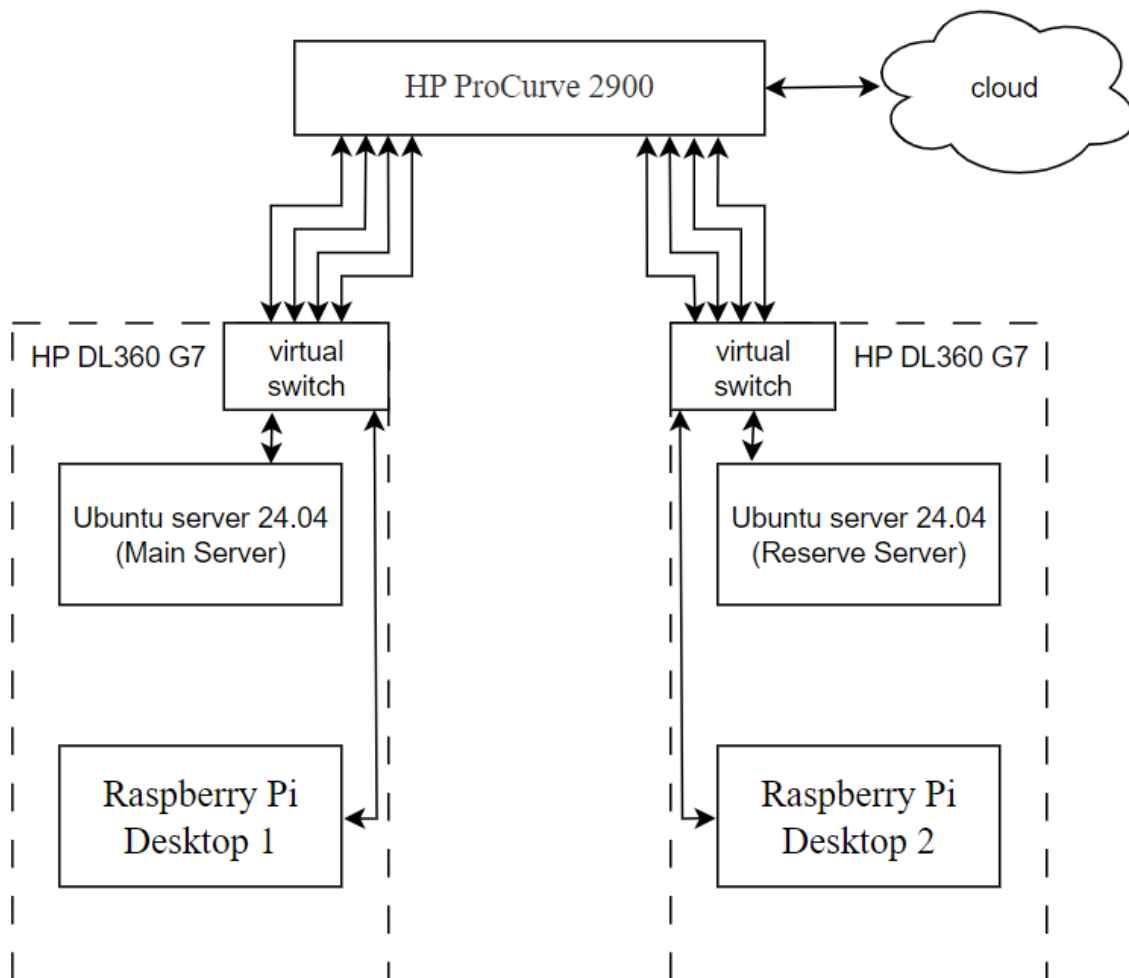 HP ProCurve 2900
cloud
HP DL360 G7
virtual
switch
virtual
switch
HP DL360 G7
Ubuntu server 24.04
(Main Server)
Ubuntu server 24.04
(Reserve Server)
Raspberry Pi
Desktop 1
Raspberry Pi
Desktop 2